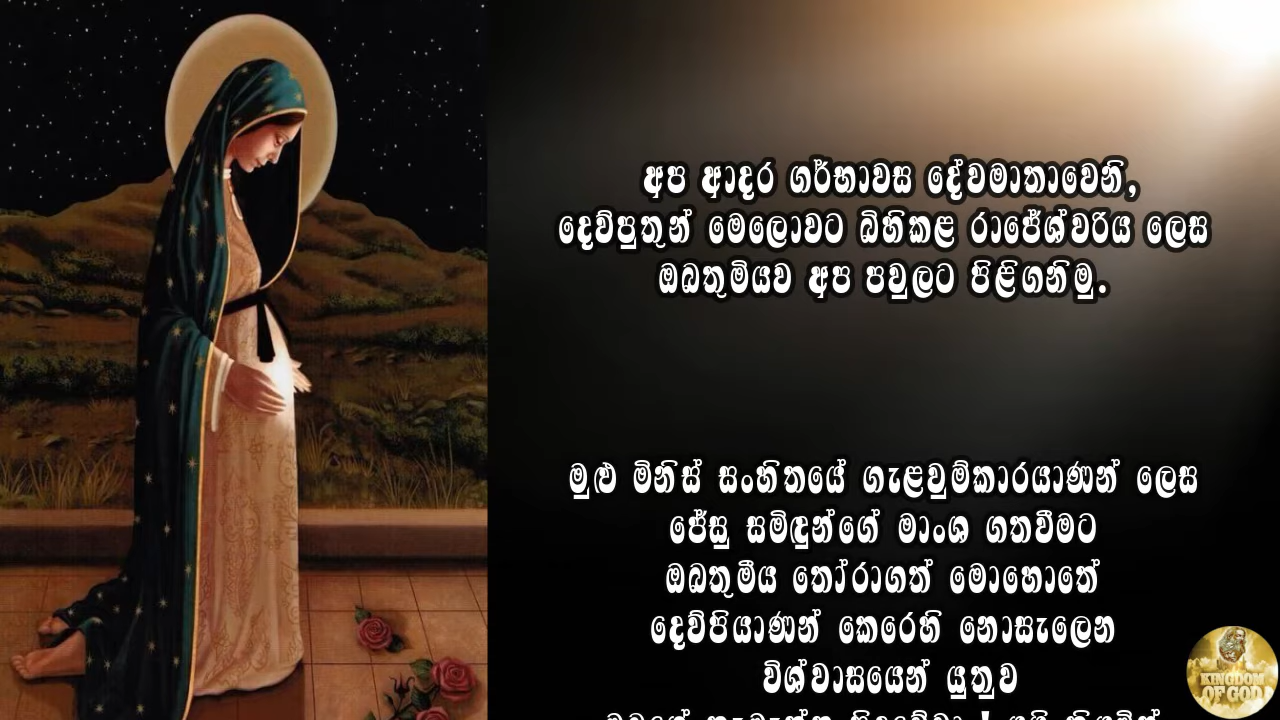 අප ආදර ගර්භාවස දේවමාතාවෙනි,
දෙව්පුතුන් මෙලොවට බිහිකළ රාජේශ්වරිය ලෙස
ඔබතුමියව අප පවුලට පිළිගනිමු.
මුළු මිනිස් සංහිතයේ ගැළවුම්කාරයාණන් ලෙස
ජේසු සමිඳුන්ගේ මාංශ ගතවීමට
ඔබතුමිය තෝරාගත් මොහොතේ
දෙව්පියාණන් කෙරෙහි නොසැලෙන
විශ්වාසයෙන් යුතුව
KINGDOM
OF GOD